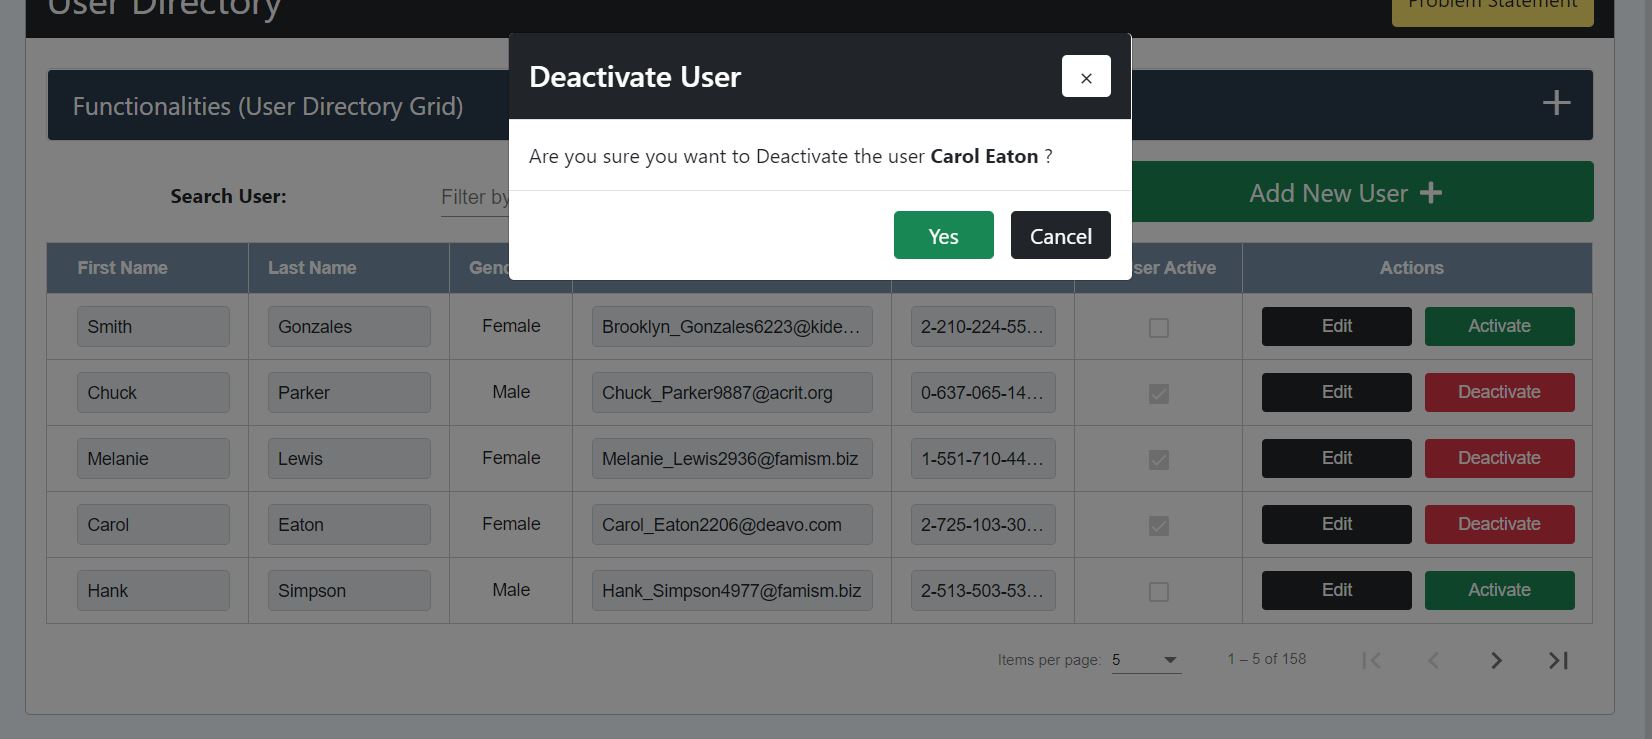 User Directory
Problem Statement
Deactivate User
×
Functionalities (User Directory Grid)
Are you sure you want to Deactivate the user Carol Eaton ?
Search User:
Filter by
Add New User
Yes
Cancel
First Name Last Name Active Actions
Smith Gonzales Female Brooklyn_Gonzales6223@kide... 2-210-224-55... Edit Activate
Chuck Parker Male Chuck_Parker9887@acrit.org 0-637-065-14... Edit Deactivate
Melanie Lewis Female Melanie_Lewis2936@famism.biz 1-551-710-44... Edit Deactivate
Carol Eaton Female Carol_Eaton2206@deavo.com 2-725-103-30... Edit Deactivate
Hank Simpson Male Hank_Simpson4977@famism.biz 2-513-503-53... Edit Activate
Items per page: 5 1 – 5 of 158